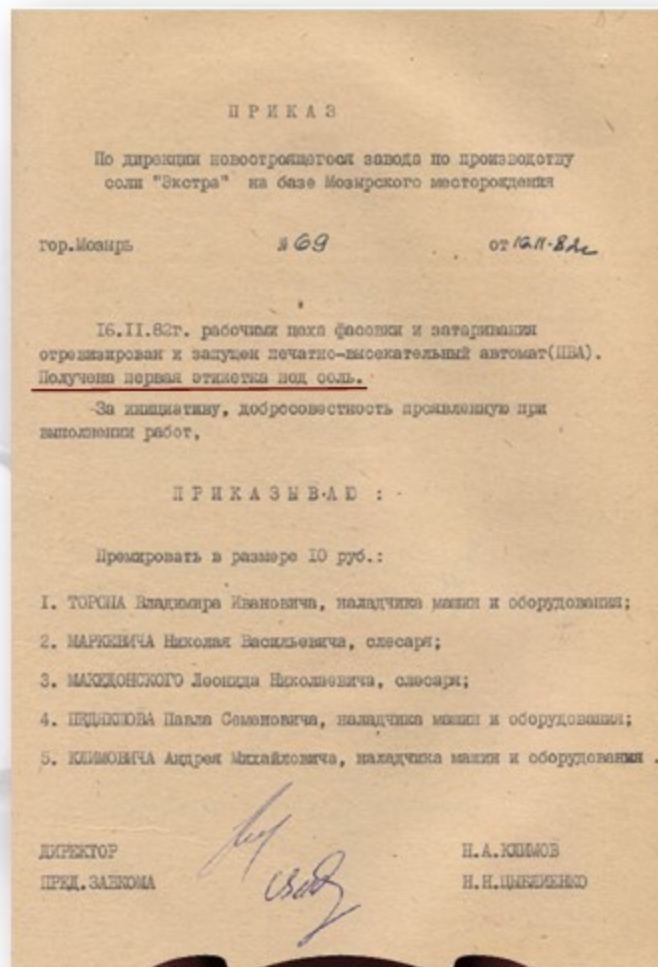 ПРИКАЗ
По дирекции новостроящегося завода по производству
соли "Экстра" на базе Мозырского месторождения
гор.Мозырь № 69 от 16.11.82г
16.II.82г. рабочими цеха фасовки и затаривания
отревизирован и запущен печатно-высекательный автомат(ПВА).
Получена первая этикетка под соль.
За инициативу, добросовестность проявленную при
выполнении работ,
ПРИКАЗЫВАЮ :
Премировать в размере 10 руб.:
I. ТОРОПА Владимира Ивановича, наладчика машин и оборудования;
2. МАРКЕВИЧА Николая Васильевича, слесаря;
3. МАКЕДОНСКОГО Леонида Николаевича, слесаря;
4. Павла Семеновича, наладчика машин и оборудования;
5. КЛИМОВИЧА Андрея Михайловича, наладчика машин и оборудования .
ДИРЕКТОР Н.А.КЛИМОВ
ПРЕД.ЗАВКОМА Н.Н.